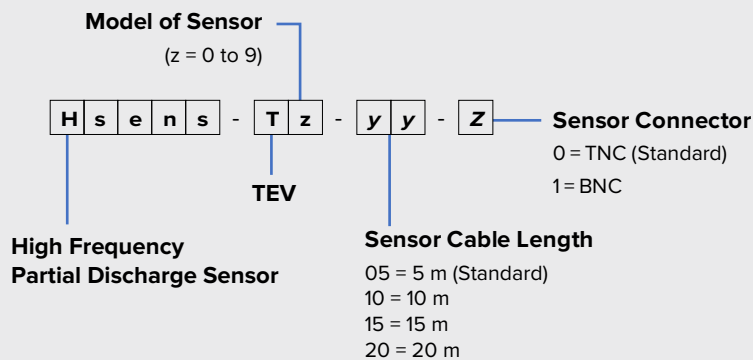 Model of Sensor
(z = 0 to 9)
H s e n s - T z - y y - Z
Sensor Connector
0 = TNC (Standard)
1 = BNC
TEV
High Frequency
Partial Discharge Sensor
Sensor Cable Length
05 = 5 m (Standard)
10 = 10 m
15 = 15 m
20 = 20 m